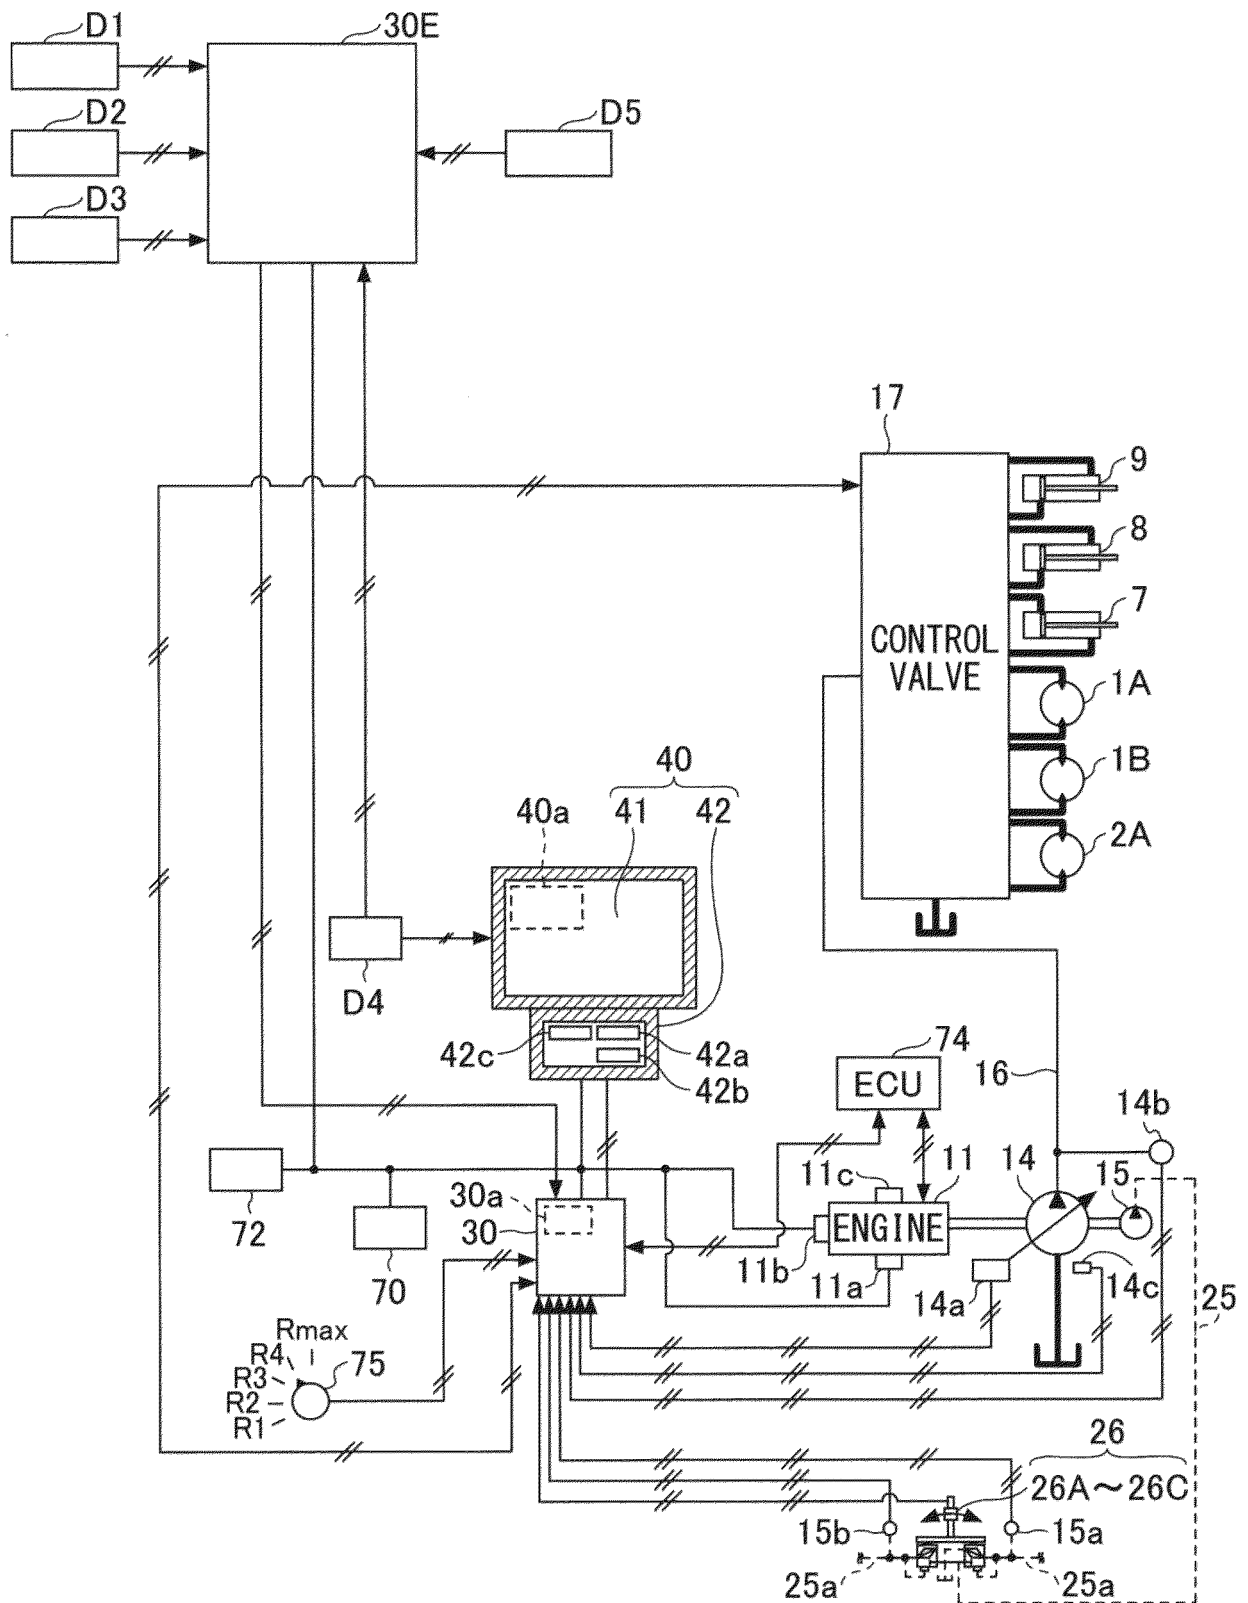 D1
30E
D2
D5
D3
17
9
8
7
CONTROL
VALVE
1A
1B
2A
40
40a
41
42
D4
42c
42a
42b
74
ECU
16
14b
11c
11
14
15
72
70
30a
30
ENGINE
11b
11a
14a
14c
25
Rmax
R4
R3
R2
R1
75
26
26A～26C
15b
15a
25a
25a